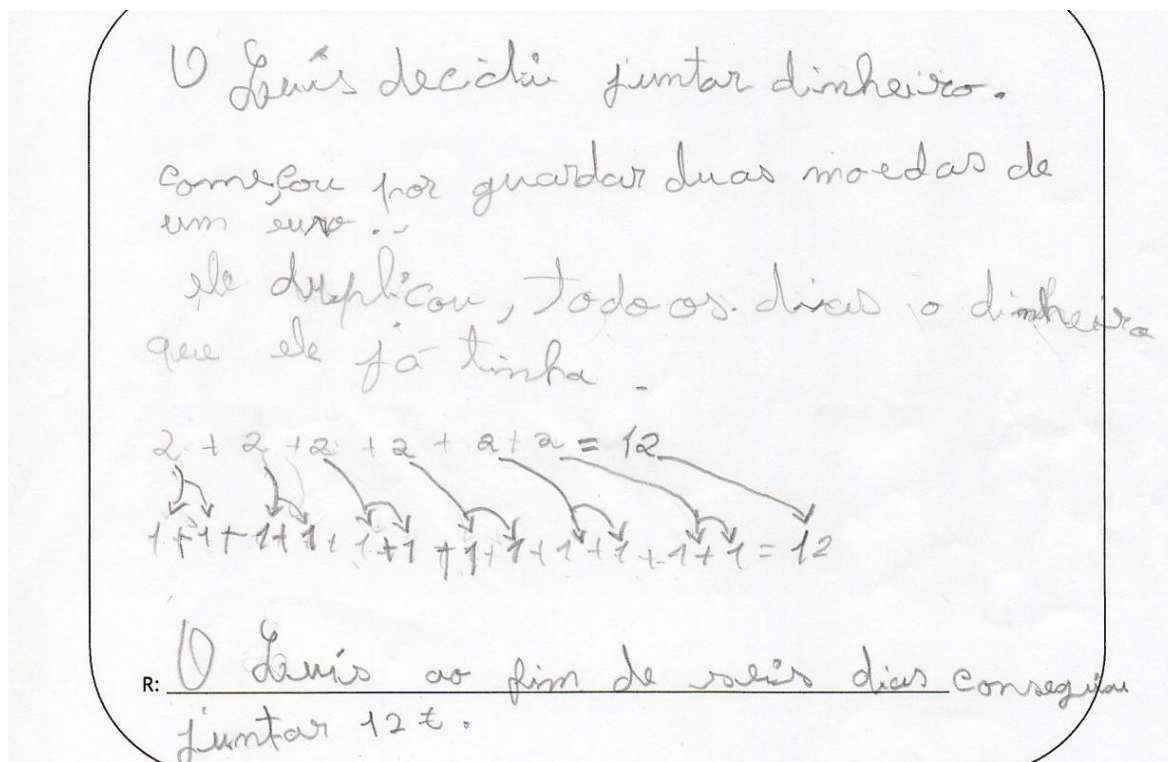 O Luís decidiu juntar dinheiro.
começou por guardar duas moedas de
um euro..
ele duplicou, todo os dias o dinheiro
que ele já tinha.
2 + 2 + 2 + 2 + 2 + 2 = 12
1+1+1+1+1+1+1+1+1+1+1+1=12
R: O Luís ao fim de seis dias conseguiu
juntar 12 €.